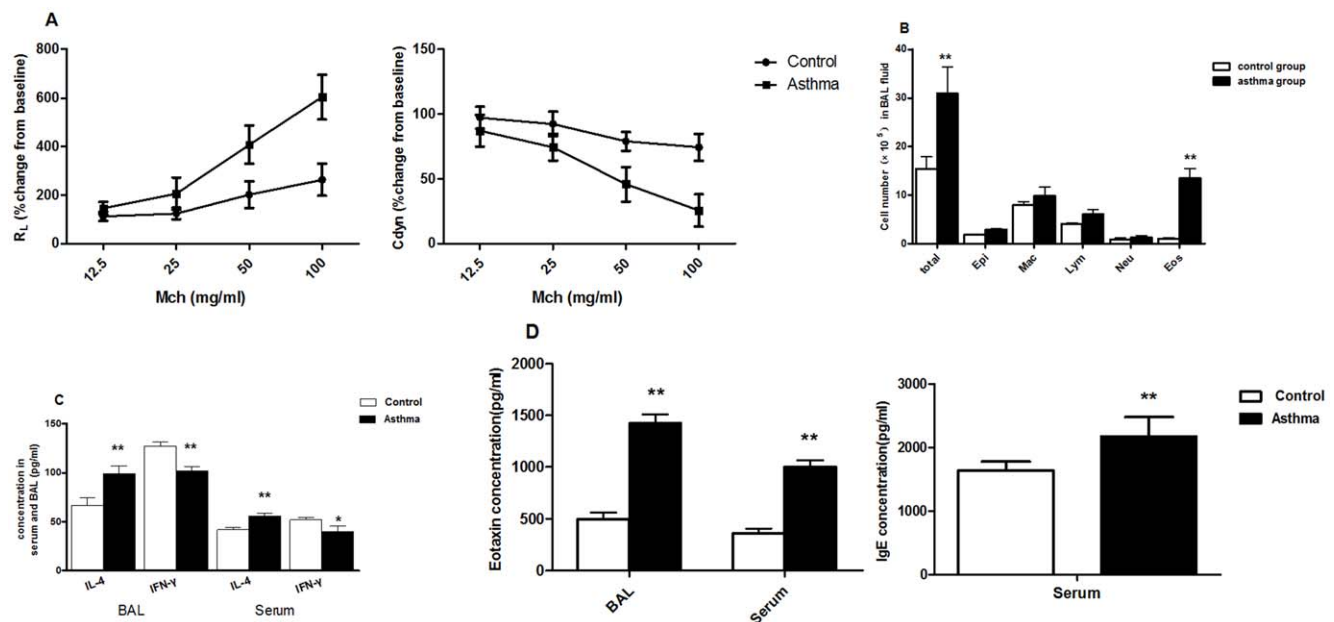 A
R_L (%change from baseline)
800
600
400
200
0
12.5
25
50
100
Mch (mg/ml)
Cdyn (%change from baseline)
150
100
50
0
12.5
25
50
100
Mch (mg/ml)
Control
Asthma
B
Cell number (× 10⁵) in BAL fluid
40
30
20
10
0
**
**
total
Epi
Mac
Lym
Neu
Eos
control group
asthma group
C
concentration in
serum and BAL (pg/ml)
150
100
50
0
**
**
**
*
IL-4
IFN-γ
IL-4
IFN-γ
BAL
Serum
Control
Asthma
D
Eotaxin concentration(pg/ml)
2000
1500
1000
500
0
**
**
BAL
Serum
IgE concentration(pg/ml)
3000
2000
1000
0
**
Serum
Control
Asthma